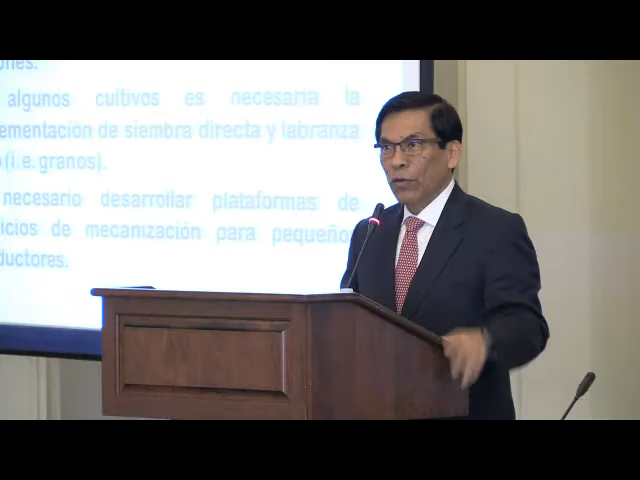 ones.
algunos cultivos es necesaria la
ementación de siembra directa y labranza
(i.e. granos).
necesario desarrollar plataformas de
icios de mecanización para pequeños
ductores.